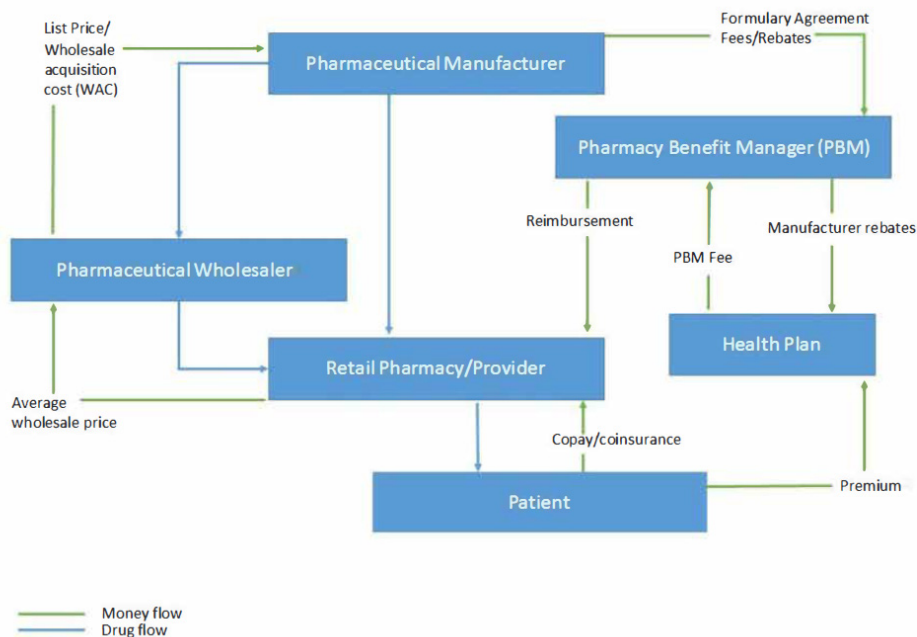 List Price/
Wholesale
acquisition
cost (WAC)
Formulary Agreement
Fees/Rebates
Pharmaceutical Manufacturer
Pharmacy Benefit Manager (PBM)
Reimbursement
Manufacturer rebates
PBM Fee
Pharmaceutical Wholesaler
Health Plan
Retail Pharmacy/Provider
Average
wholesale price
Copay/coinsurance
Premium
Patient
Money flow
Drug flow